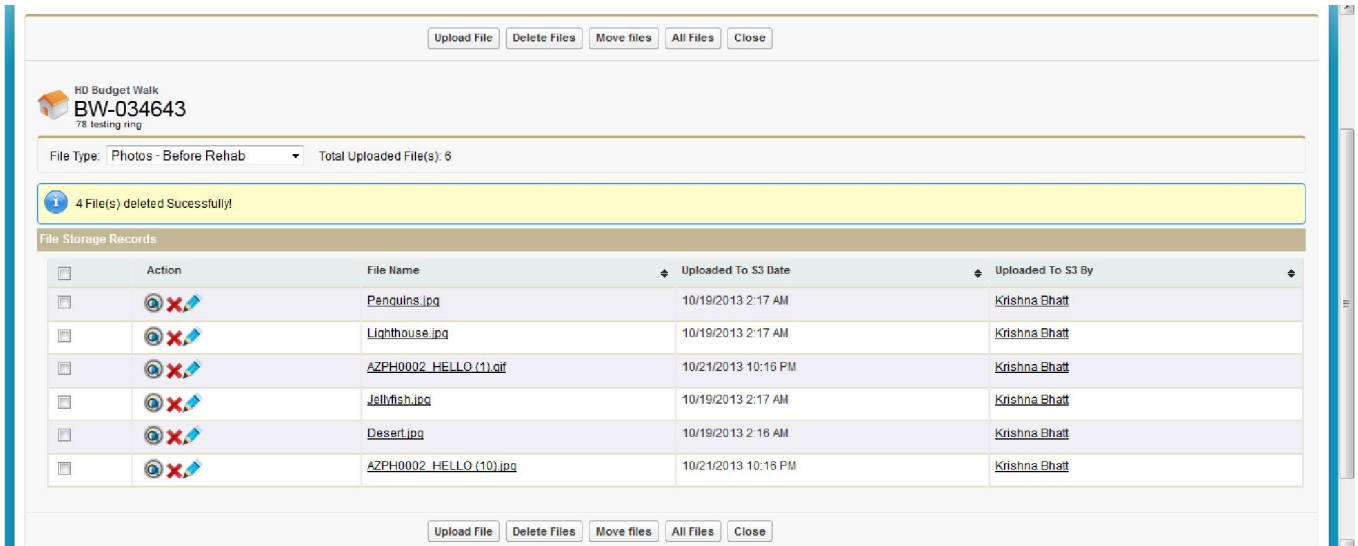 Upload File Delete Files Move files All Files Close
HD Budget Walk
BW-034643
78 testing ring
File Type: Photos - Before Rehab Total Uploaded File(s): 6
4 File(s) deleted Sucessfully!
File Storage Records
Action File Name Uploaded To S3 Date Uploaded To S3 By
Penguins.jpg 10/19/2013 2:17 AM Krishna Bhatt
Lighthouse.jpg 10/19/2013 2:17 AM Krishna Bhatt
AZPH0002_HELLO (1).gif 10/21/2013 10:16 PM Krishna Bhatt
Jellyfish.jpg 10/19/2013 2:17 AM Krishna Bhatt
Desert.jpg 10/19/2013 2:16 AM Krishna Bhatt
AZPH0002_HELLO (10).jpg 10/21/2013 10:16 PM Krishna Bhatt
Upload File Delete Files Move files All Files Close